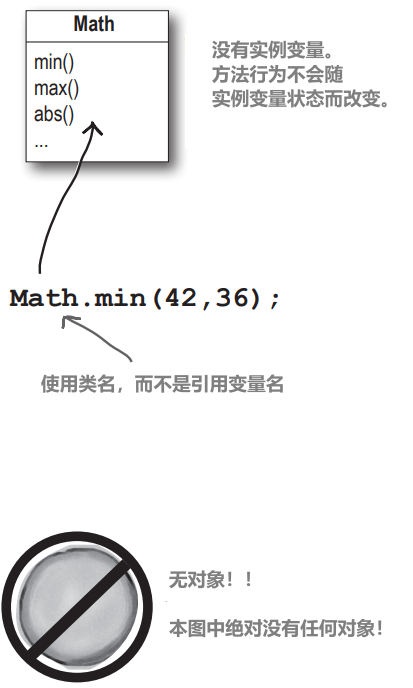 Math
min()
max()
abs()
...
没有实例变量。
方法行为不会随
实例变量状态而改变。
Math.min(42,36);
使用类名，而不是引用变量名
无对象！！
本图中绝对没有任何对象！